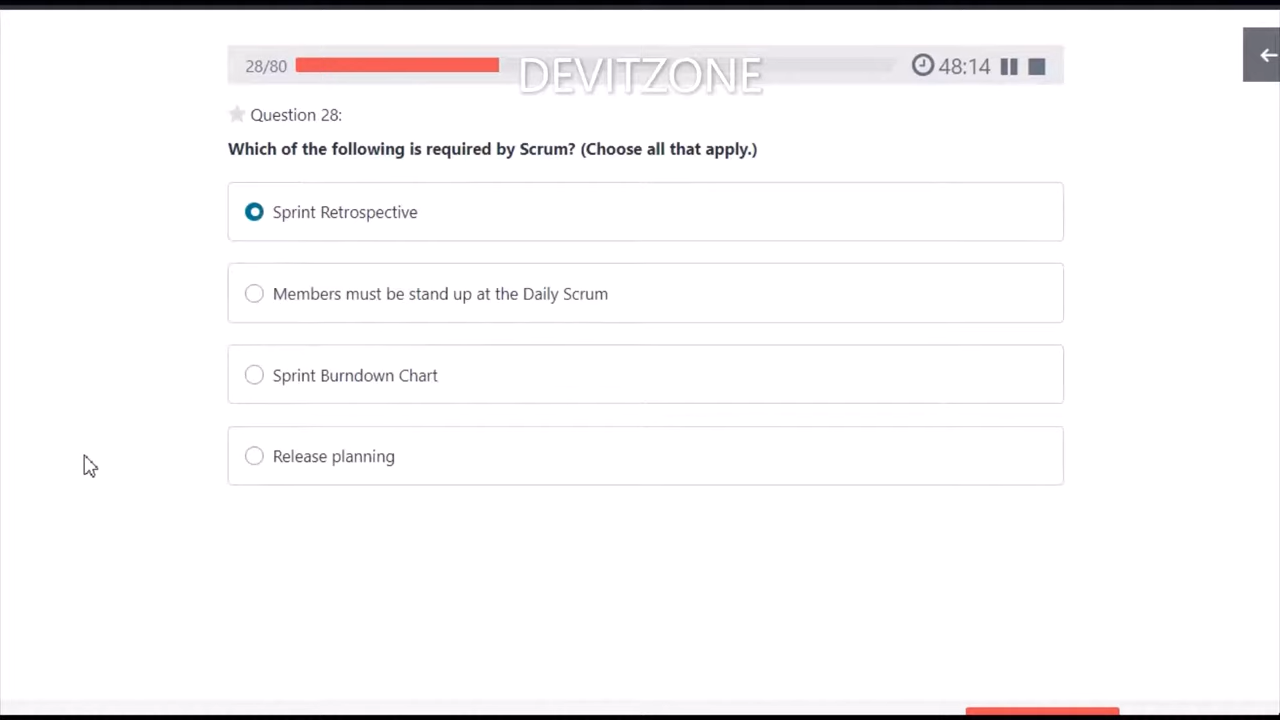 28/80
DEVITZONE
48:14
Question 28:
Which of the following is required by Scrum? (Choose all that apply.)
Sprint Retrospective
Members must be stand up at the Daily Scrum
Sprint Burndown Chart
Release planning